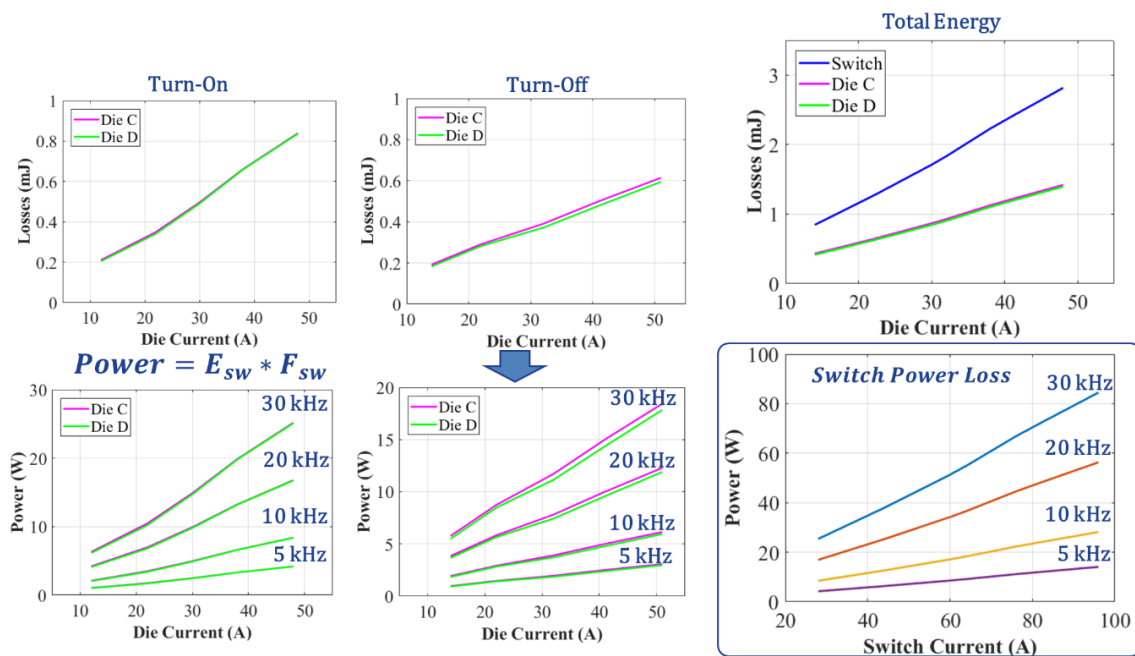 Turn-On
1
0.8
0.6
0.4
0.2
0
Losses (mJ)
Die C
Die D
10 20 30 40 50
Die Current (A)
Turn-Off
1
0.8
0.6
0.4
0.2
0
Losses (mJ)
Die C
Die D
10 20 30 40 50
Die Current (A)
Total Energy
3
2
1
0
Losses (mJ)
Switch
Die C
Die D
10 20 30 40 50
Die Current (A)
Power = E_sw * F_sw
30
20
10
0
Power (W)
Die C
Die D
30 kHz
20 kHz
10 kHz
5 kHz
10 20 30 40 50
Die Current (A)
20
15
10
5
0
Power (W)
Die C
Die D
30 kHz
20 kHz
10 kHz
5 kHz
10 20 30 40 50
Die Current (A)
Switch Power Loss
100
80
60
40
20
0
Power (W)
30 kHz
20 kHz
10 kHz
5 kHz
20 40 60 80 100
Switch Current (A)